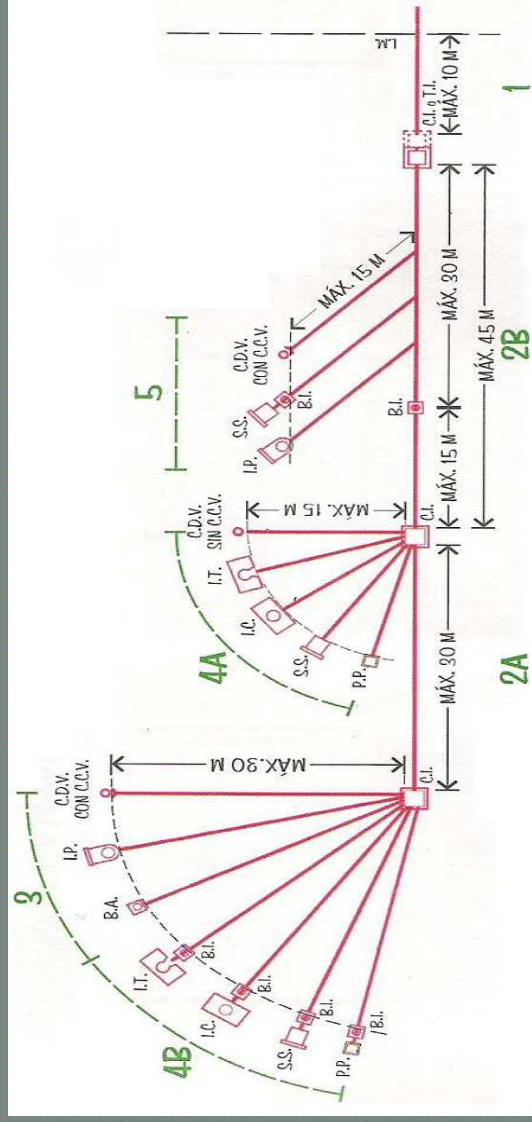 3
C.D.V.
CON C.C.V.
I.P.
B.A.
I.T.
B.I.
4B
I.C.
B.I.
S.S.
B.I.
P.P.
B.I.
MÁX. 30 M
C.I.
4A
C.D.V.
SIN C.C.V.
I.T.
I.C.
S.S.
P.P.
MÁX. 15 M
C.I.
MÁX. 30 M
2A
5
C.D.V.
CON C.C.V.
S.S.
B.I.
I.P.
MÁX. 15 M
B.I.
MÁX. 15 M
MÁX. 30 M
MÁX. 45 M
2B
L.M.
C.I. o T.I.
MÁX. 10 M
1